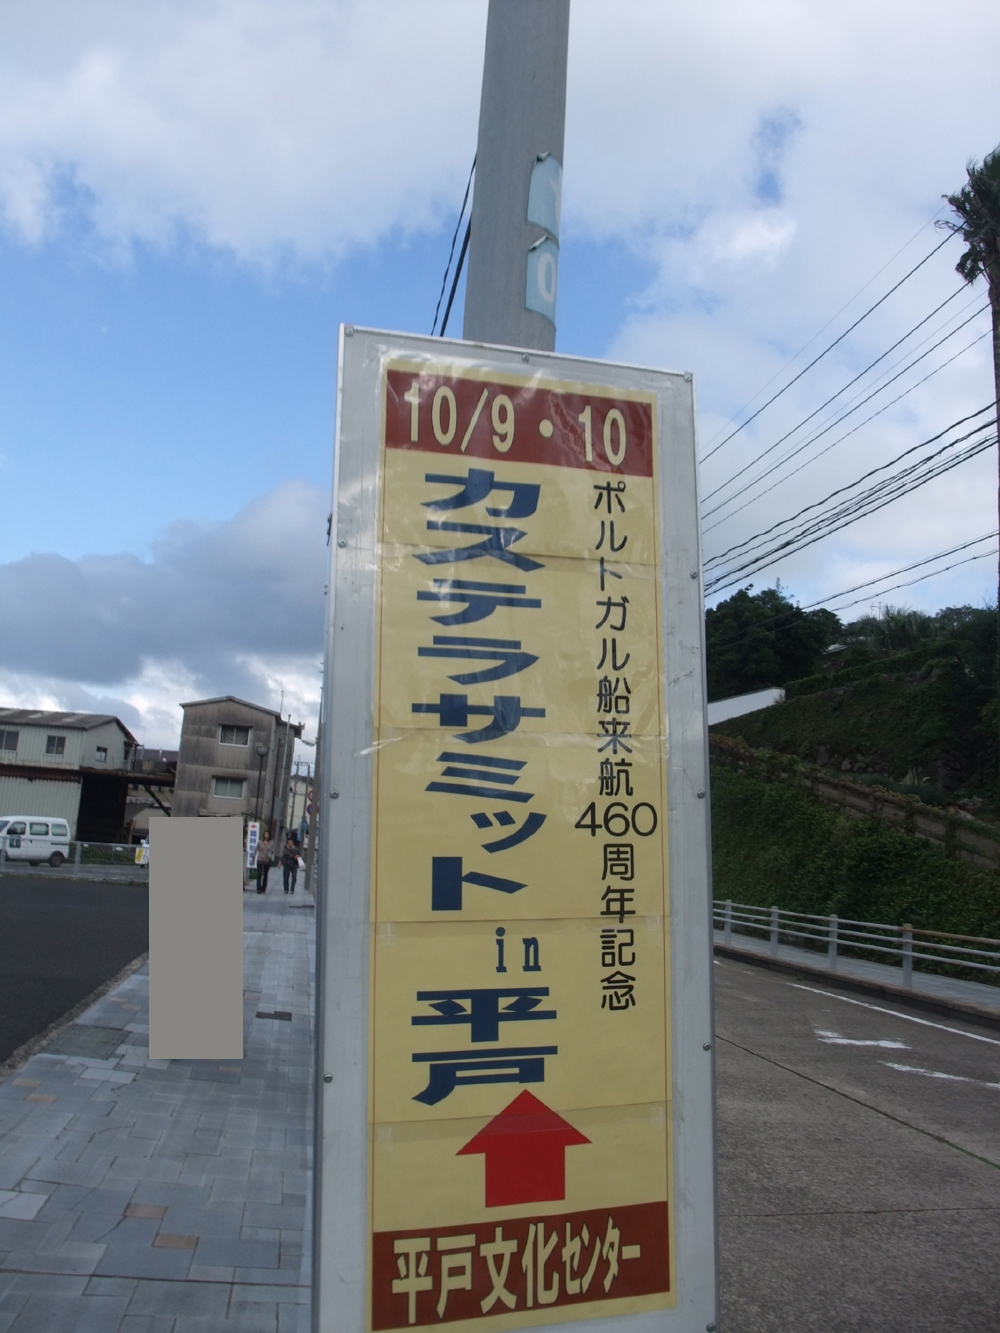 10/9・10
ポルトガル船来航460周年記念
カステラサミット
in
平戸
平戸文化センター